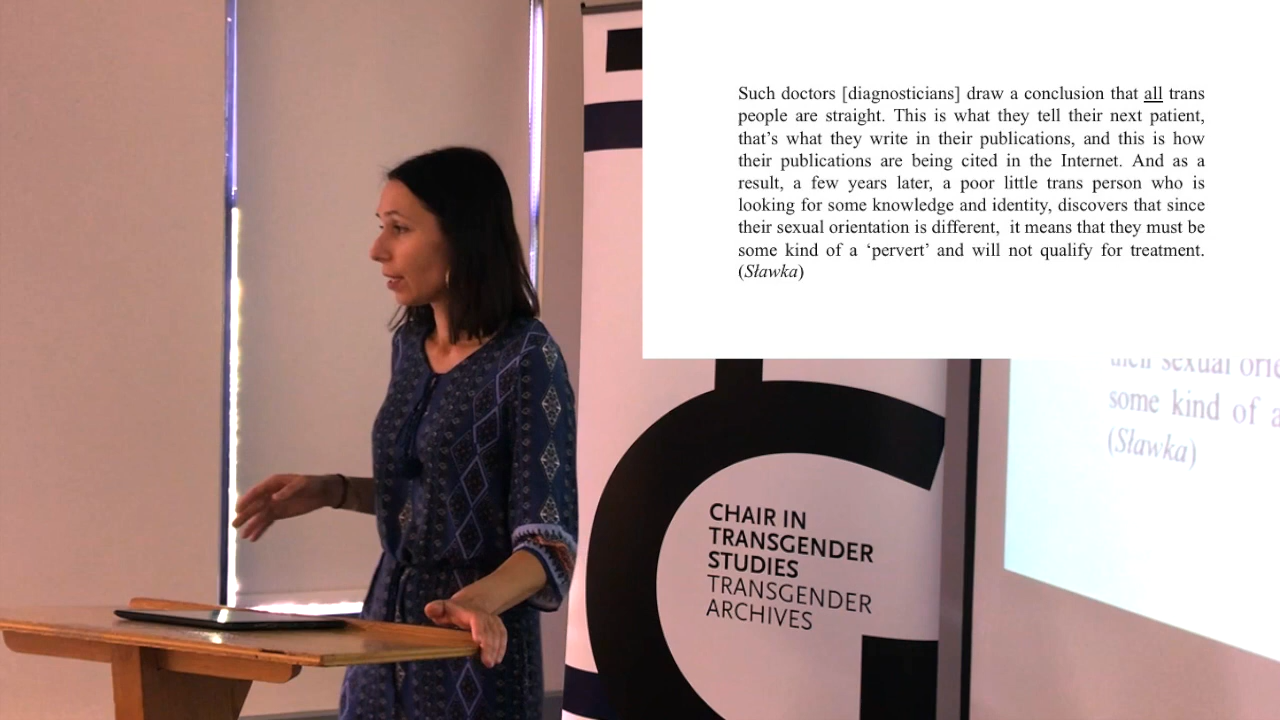 Such doctors [diagnosticians] draw a conclusion that all trans
people are straight. This is what they tell their next patient,
that's what they write in their publications, and this is how
their publications are being cited in the Internet. And as a
result, a few years later, a poor little trans person who is
looking for some knowledge and identity, discovers that since
their sexual orientation is different,  it means that they must be
some kind of a ‘pervert’ and will not qualify for treatment.
(Sławka)
their sexual orie
some kind of a
(Sławka)
CHAIR IN
TRANSGENDER
STUDIES
TRANSGENDER
ARCHIVES